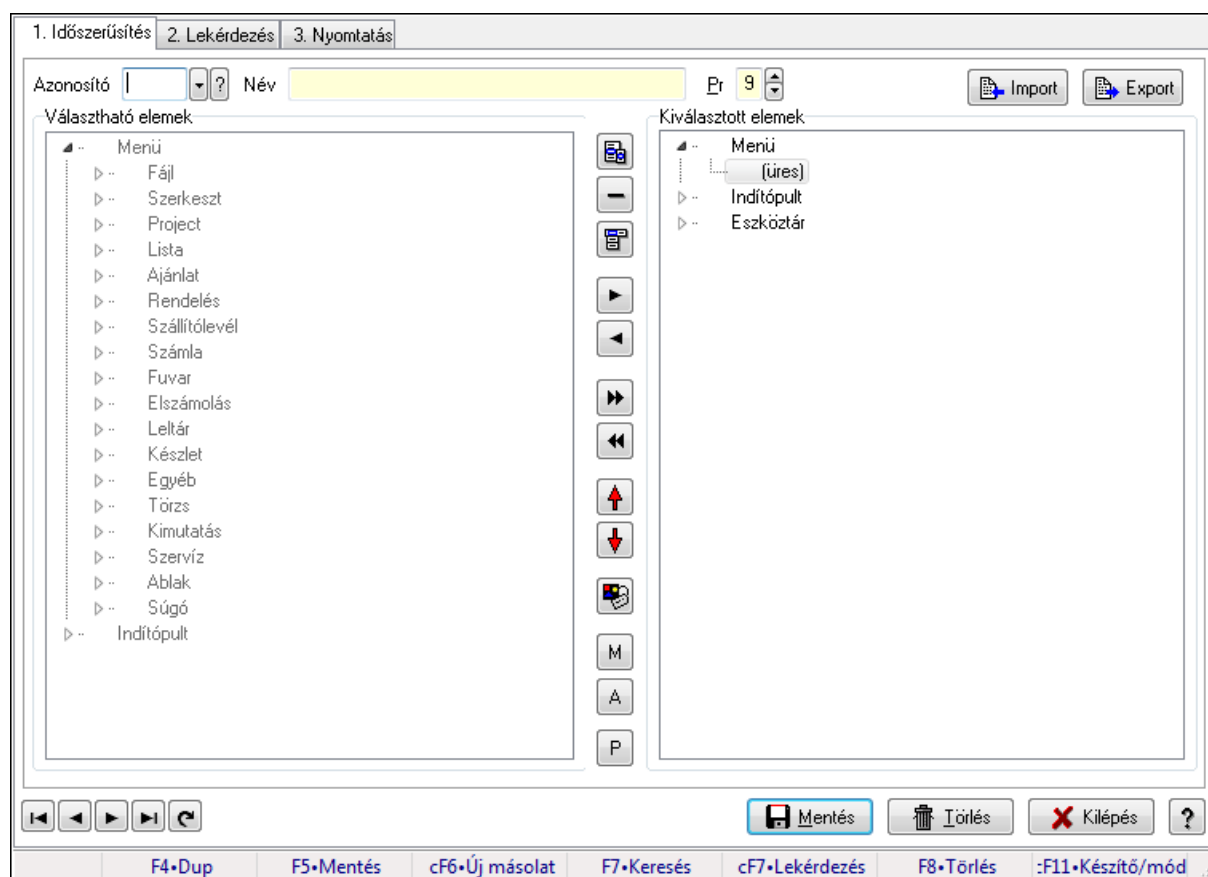 1. Időszerűsítés 2. Lekérdezés 3. Nyomtatás
Azonosító ? Név Pr 9 Import Export
Választható elemek Kiválasztott elemek
Menü
Fájl
Szerkeszt
Project
Lista
Ajánlat
Rendelés
Szállítólevél
Számla
Fuvar
Elszámolás
Leltár
Készlet
Egyéb
Törzs
Kimutatás
Szervíz
Ablak
Súgó
Indítópult
M
A
P
Menü
(üres)
Indítópult
Eszköztár
Mentés Törlés Kilépés ?
F4•Dup F5•Mentés cF6•Új másolat F7•Keresés cF7•Lekérdezés F8•Törlés :F11•Készítő/mód